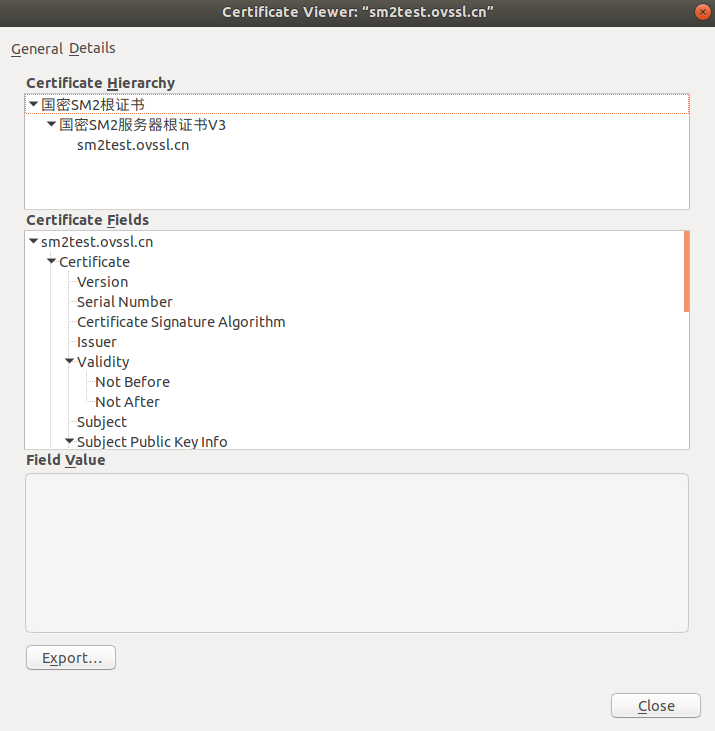 Certificate Viewer: “sm2test.ovssl.cn”
General Details
Certificate Hierarchy
国密SM2根证书
国密SM2服务器根证书V3
sm2test.ovssl.cn
Certificate Fields
sm2test.ovssl.cn
Certificate
Version
Serial Number
Certificate Signature Algorithm
Issuer
Validity
Not Before
Not After
Subject
Subject Public Key Info
Field Value
Export...
Close